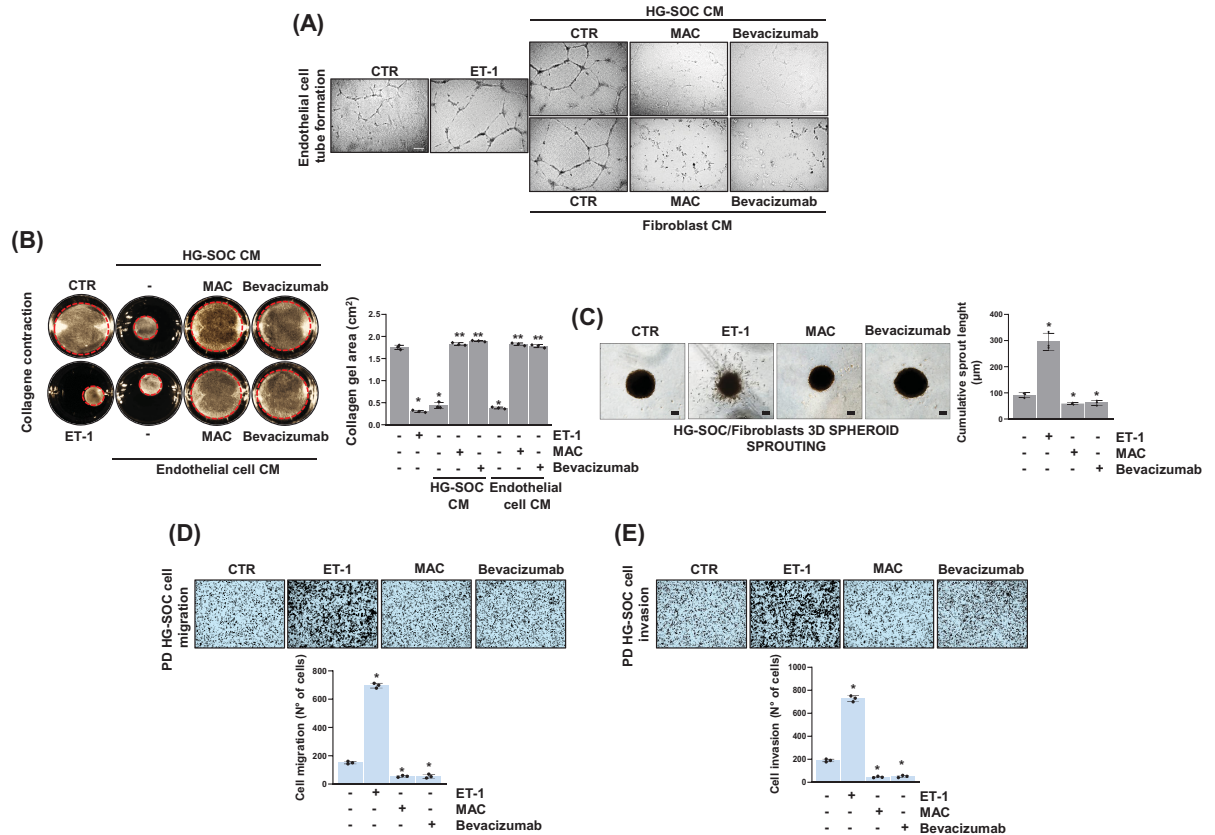 (A)
HG-SOC CM
CTR MAC Bevacizumab
CTR ET-1
Endothelial cell
tube formation
CTR MAC Bevacizumab
Fibroblast CM
(B)
HG-SOC CM
CTR - MAC Bevacizumab
Collagene contraction
ET-1 - MAC Bevacizumab
Endothelial cell CM
Collagen gel area (cm²)
2.0
1.5
1.0
0.5
0.0
* * ** ** * ** **
- + - - - - - - ET-1
- - - + - - + - MAC
- - - - + - - + Bevacizumab
HG-SOC
CM
Endothelial
cell CM
(C)
CTR ET-1 MAC Bevacizumab
HG-SOC/Fibroblasts 3D SPHEROID
SPROUTING
Cumulative sprout lenght
(µm)
400
300
200
100
0
* * *
- + - - ET-1
- - + - MAC
- - - + Bevacizumab
(D)
CTR ET-1 MAC Bevacizumab
PD HG-SOC cell
migration
Cell migration (N° of cells)
800
600
400
200
0
* * *
- + - - ET-1
- - + - MAC
- - - + Bevacizumab
(E)
CTR ET-1 MAC Bevacizumab
PD HG-SOC cell
invasion
Cell invasion (N° of cells)
1000
800
600
400
200
0
* * *
- + - - ET-1
- - + - MAC
- - - + Bevacizumab